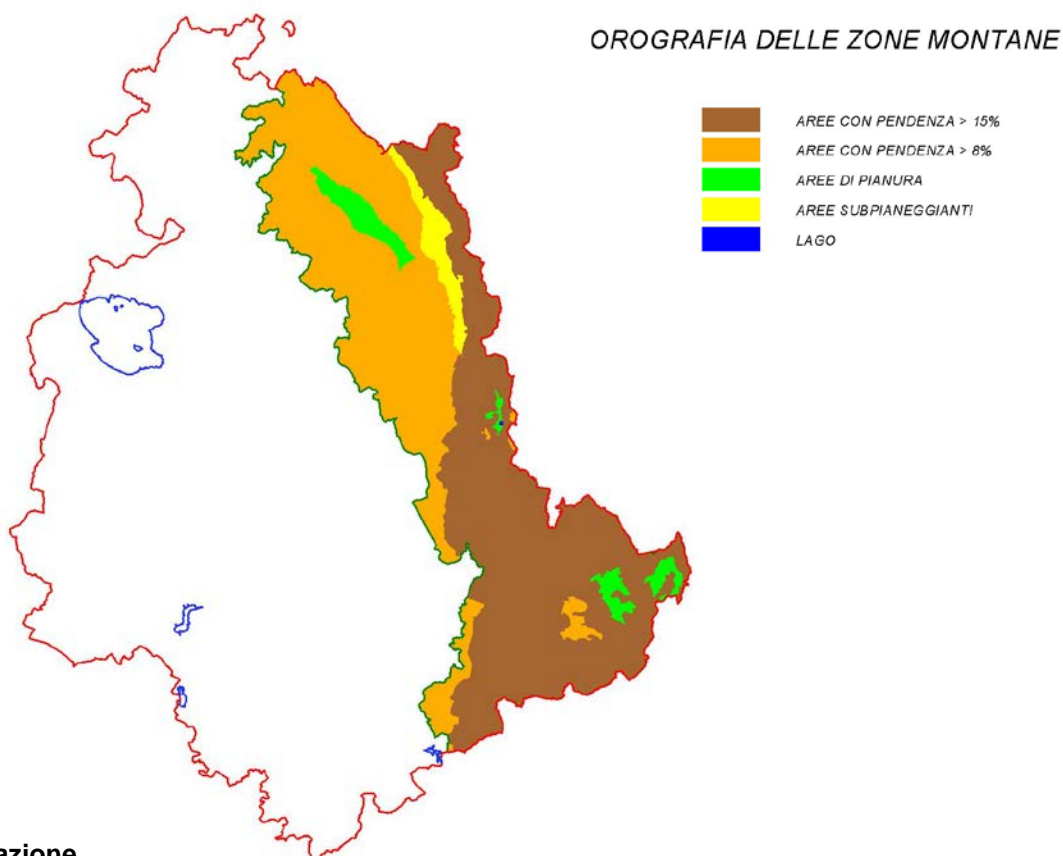 OROGRAFIA DELLE ZONE MONTANE
AREE CON PENDENZA > 15%
AREE CON PENDENZA > 8%
AREE DI PIANURA
AREE SUBPIANEGGIANTI
LAGO